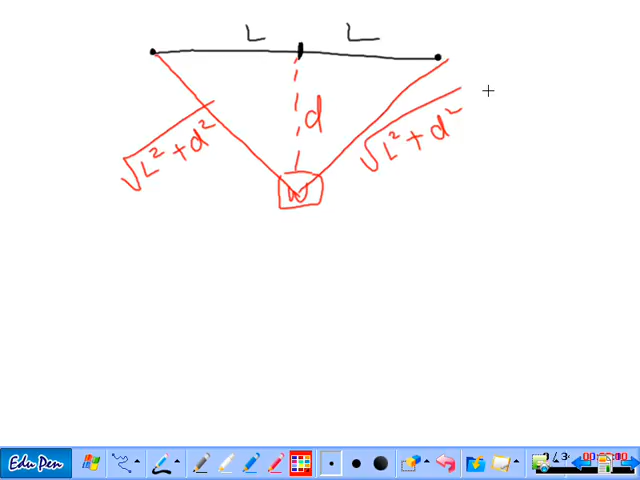 L L
d
√L² + d²
√L² + d²
w
Edu Pen